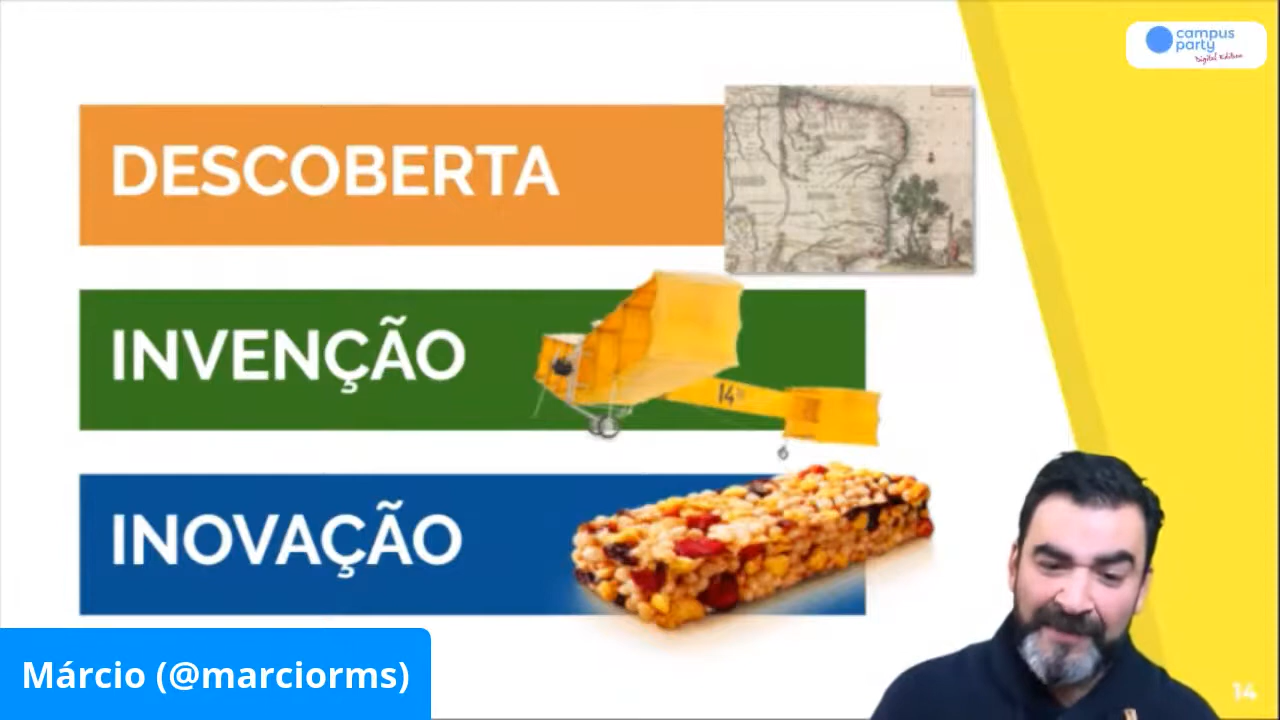 campus
party
Digital Edition
DESCOBERTA
INVENÇÃO
14
INOVAÇÃO
Márcio (@marciorms)
14